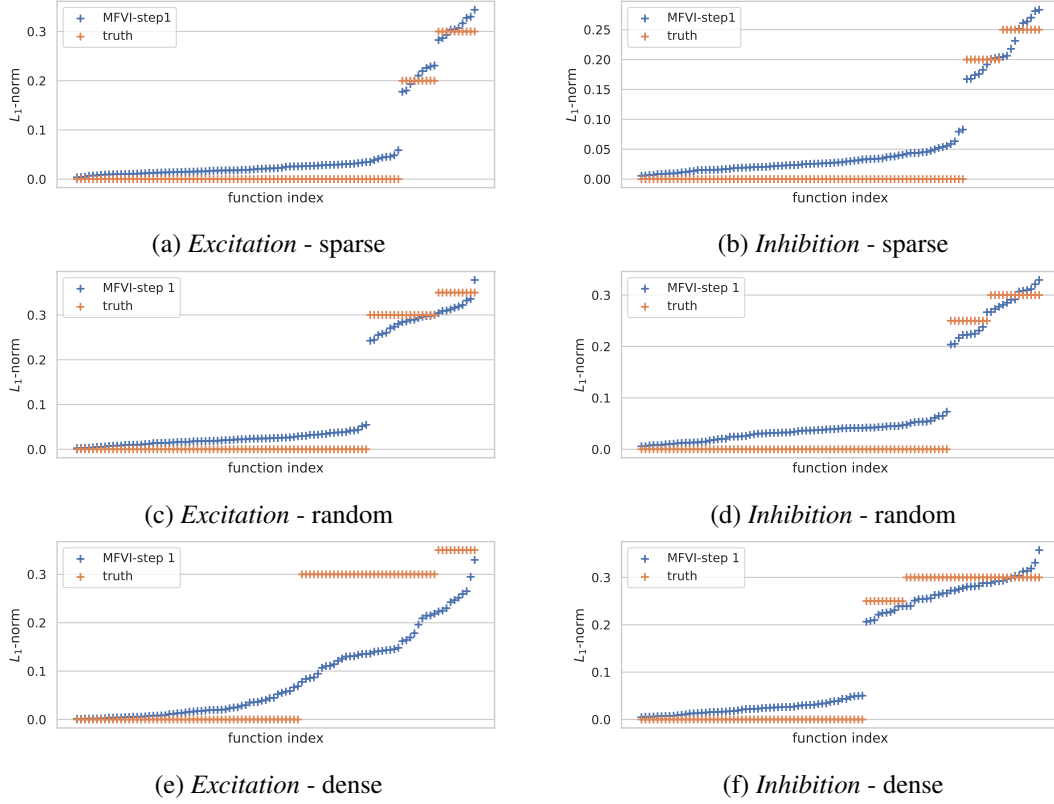 MFVI-step1
truth
0.3
0.2
0.1
0.0
L1-norm
function index
(a) Excitation - sparse
MFVI-step1
truth
0.25
0.20
0.15
0.10
0.05
0.00
L1-norm
function index
(b) Inhibition - sparse
MFVI-step 1
truth
0.3
0.2
0.1
0.0
L1-norm
function index
(c) Excitation - random
MFVI-step 1
truth
0.3
0.2
0.1
0.0
L1-norm
function index
(d) Inhibition - random
MFVI-step 1
truth
0.3
0.2
0.1
0.0
L1-norm
function index
(e) Excitation - dense
MFVI-step 1
truth
0.3
0.2
0.1
0.0
L1-norm
function index
(f) Inhibition - dense